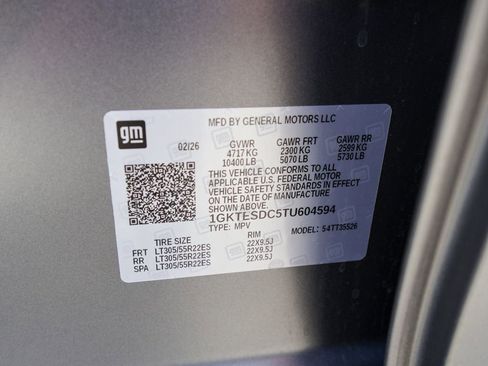 MFD BY GENERAL MOTORS LLC
gm
02/26 GVWR GAWR FRT GAWR RR
4717 KG 2300 KG 2599 KG
10400 LB 5070 LB 5730 LB
THIS VEHICLE CONFORMS TO ALL
APPLICABLE U.S. FEDERAL MOTOR
VEHICLE SAFETY STANDARDS IN
EFFECT ON THE DATE OF MANUFACTURE
SHOWN ABOVE.
1GKTESDC5TU604594
TYPE: MPV MODEL: 54TT35526
TIRE SIZE RIM
FRT LT305/55R22ES 22X9.5J
RR LT305/55R22ES 22X9.5J
SPA LT305/55R22ES 22X9.5J